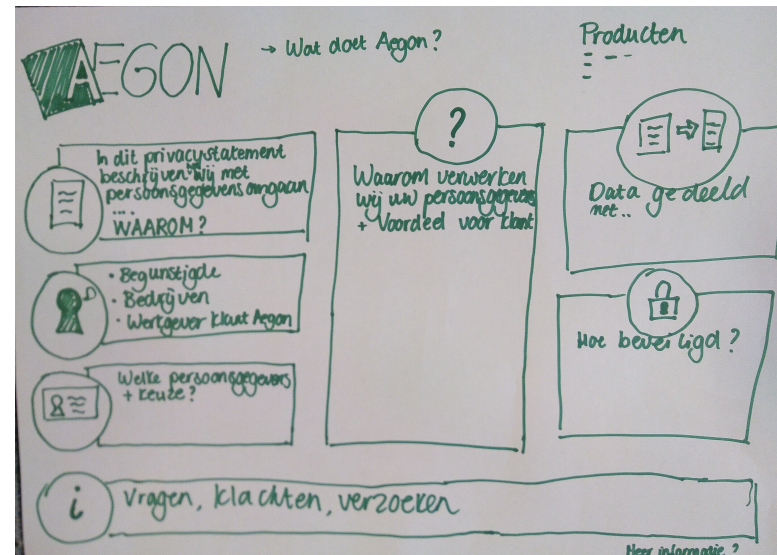 AEGON
→ Wat doet Aegon?
Producten
In dit privacystatement
beschrijven wij met
persoonsgegevens omgaan
...
WAAROM?
• Begunstigde
• Bedrijven
• Wertgever klant Aegon
Welke persoonsgegevens
+ keuze?
?
Waarom verwerken
wij uw persoonsgegevens
+ Voordeel voor klant
Data gedeeld
met..
Hoe beveiligd?
i
Vragen, klachten, verzoeken
Meer informatie?